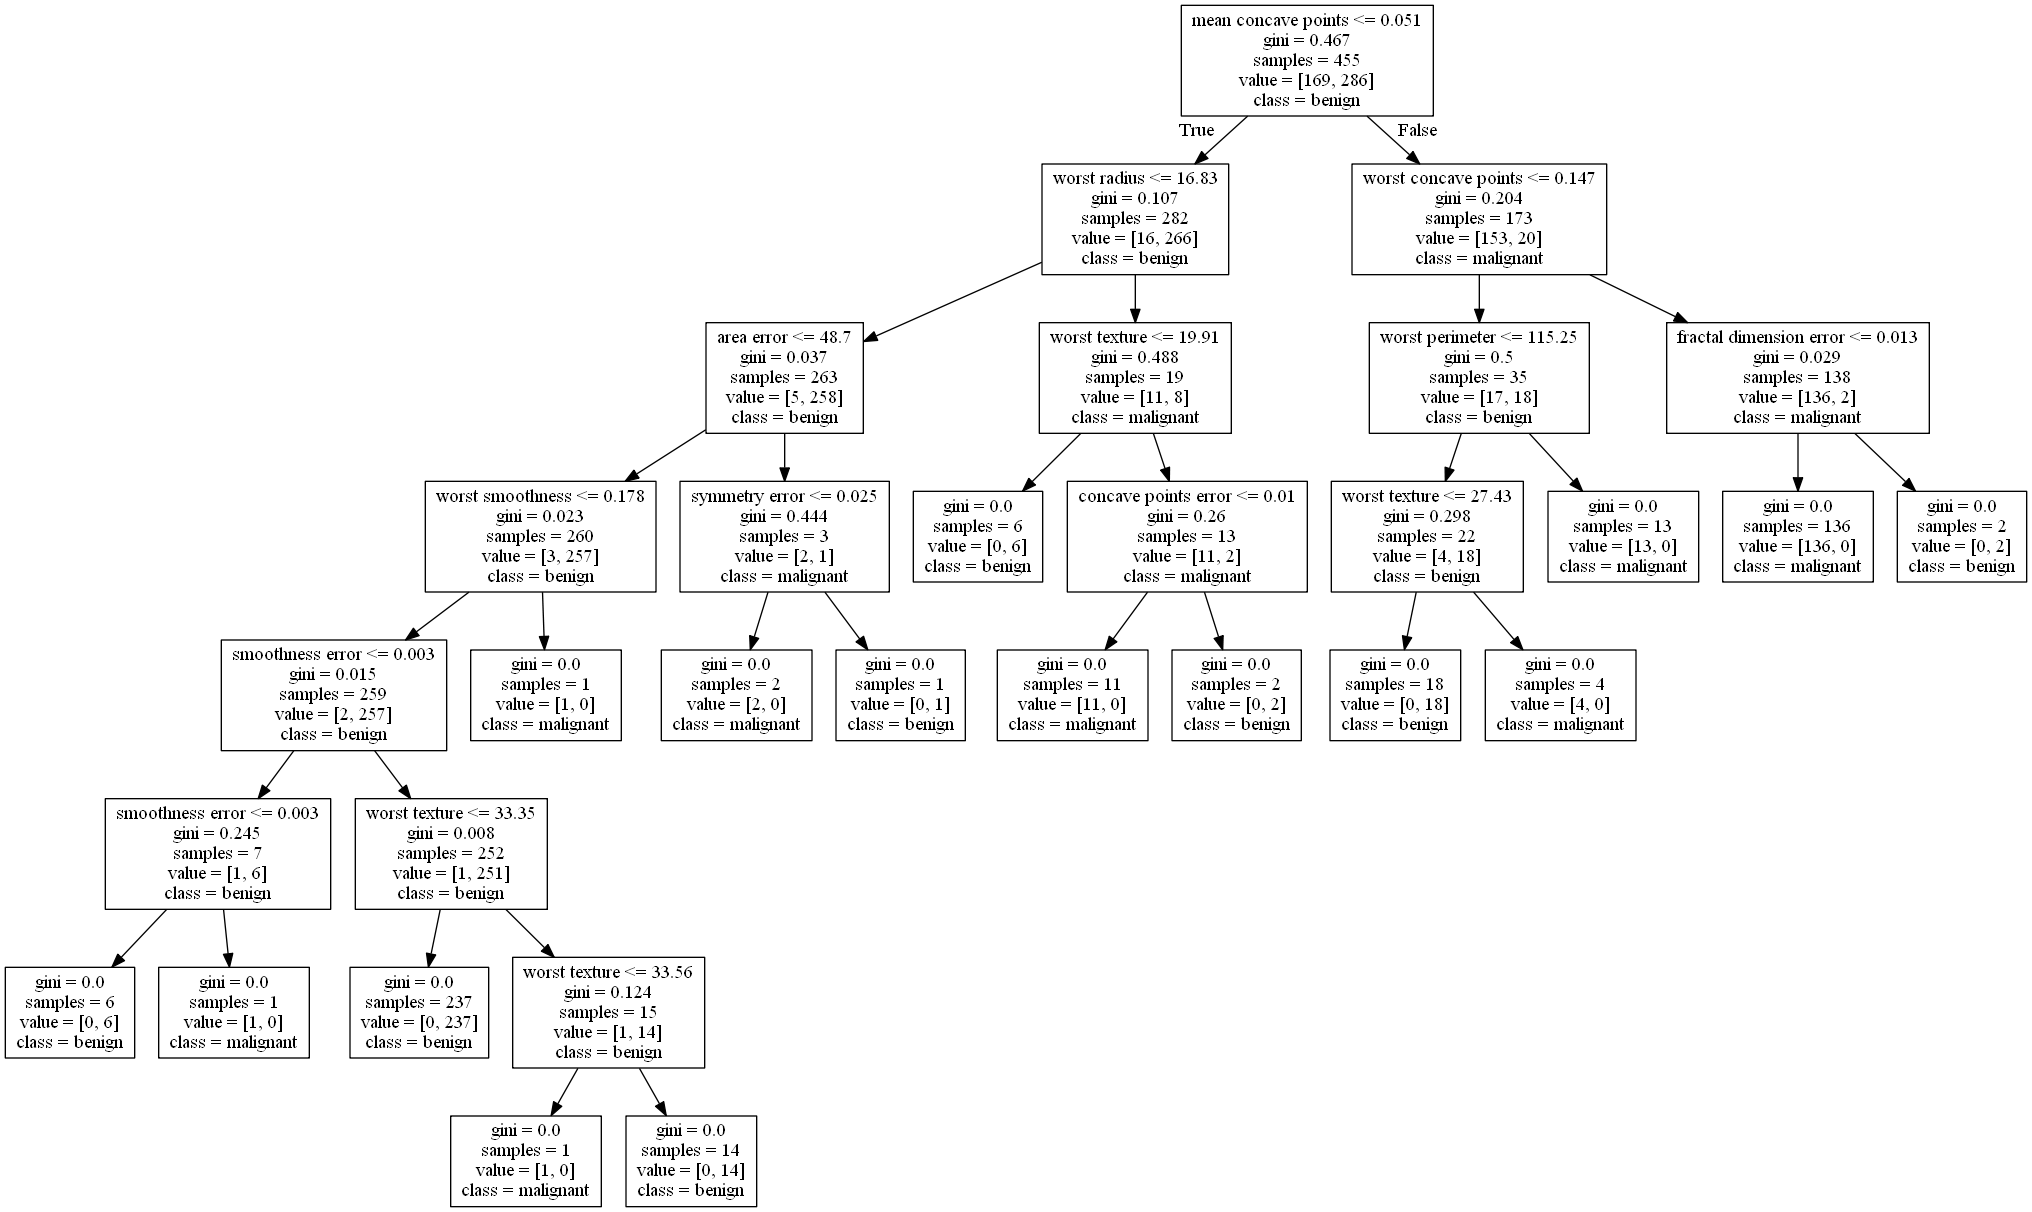 mean concave points <= 0.051
gini = 0.467
samples = 455
value = [169, 286]
class = benign
True
False
worst radius <= 16.83
gini = 0.107
samples = 282
value = [16, 266]
class = benign
worst concave points <= 0.147
gini = 0.204
samples = 173
value = [153, 20]
class = malignant
area error <= 48.7
gini = 0.037
samples = 263
value = [5, 258]
class = benign
worst texture <= 19.91
gini = 0.488
samples = 19
value = [11, 8]
class = malignant
worst perimeter <= 115.25
gini = 0.5
samples = 35
value = [17, 18]
class = benign
fractal dimension error <= 0.013
gini = 0.029
samples = 138
value = [136, 2]
class = malignant
worst smoothness <= 0.178
gini = 0.023
samples = 260
value = [3, 257]
class = benign
symmetry error <= 0.025
gini = 0.444
samples = 3
value = [2, 1]
class = malignant
gini = 0.0
samples = 6
value = [0, 6]
class = benign
concave points error <= 0.01
gini = 0.26
samples = 13
value = [11, 2]
class = malignant
worst texture <= 27.43
gini = 0.298
samples = 22
value = [4, 18]
class = benign
gini = 0.0
samples = 13
value = [13, 0]
class = malignant
gini = 0.0
samples = 136
value = [136, 0]
class = malignant
gini = 0.0
samples = 2
value = [0, 2]
class = benign
smoothness error <= 0.003
gini = 0.015
samples = 259
value = [2, 257]
class = benign
gini = 0.0
samples = 1
value = [1, 0]
class = malignant
gini = 0.0
samples = 2
value = [2, 0]
class = malignant
gini = 0.0
samples = 1
value = [0, 1]
class = benign
gini = 0.0
samples = 11
value = [11, 0]
class = malignant
gini = 0.0
samples = 2
value = [0, 2]
class = benign
gini = 0.0
samples = 18
value = [0, 18]
class = benign
gini = 0.0
samples = 4
value = [4, 0]
class = malignant
smoothness error <= 0.003
gini = 0.245
samples = 7
value = [1, 6]
class = benign
worst texture <= 33.35
gini = 0.008
samples = 252
value = [1, 251]
class = benign
gini = 0.0
samples = 6
value = [0, 6]
class = benign
gini = 0.0
samples = 1
value = [1, 0]
class = malignant
gini = 0.0
samples = 237
value = [0, 237]
class = benign
worst texture <= 33.56
gini = 0.124
samples = 15
value = [1, 14]
class = benign
gini = 0.0
samples = 1
value = [1, 0]
class = malignant
gini = 0.0
samples = 14
value = [0, 14]
class = benign